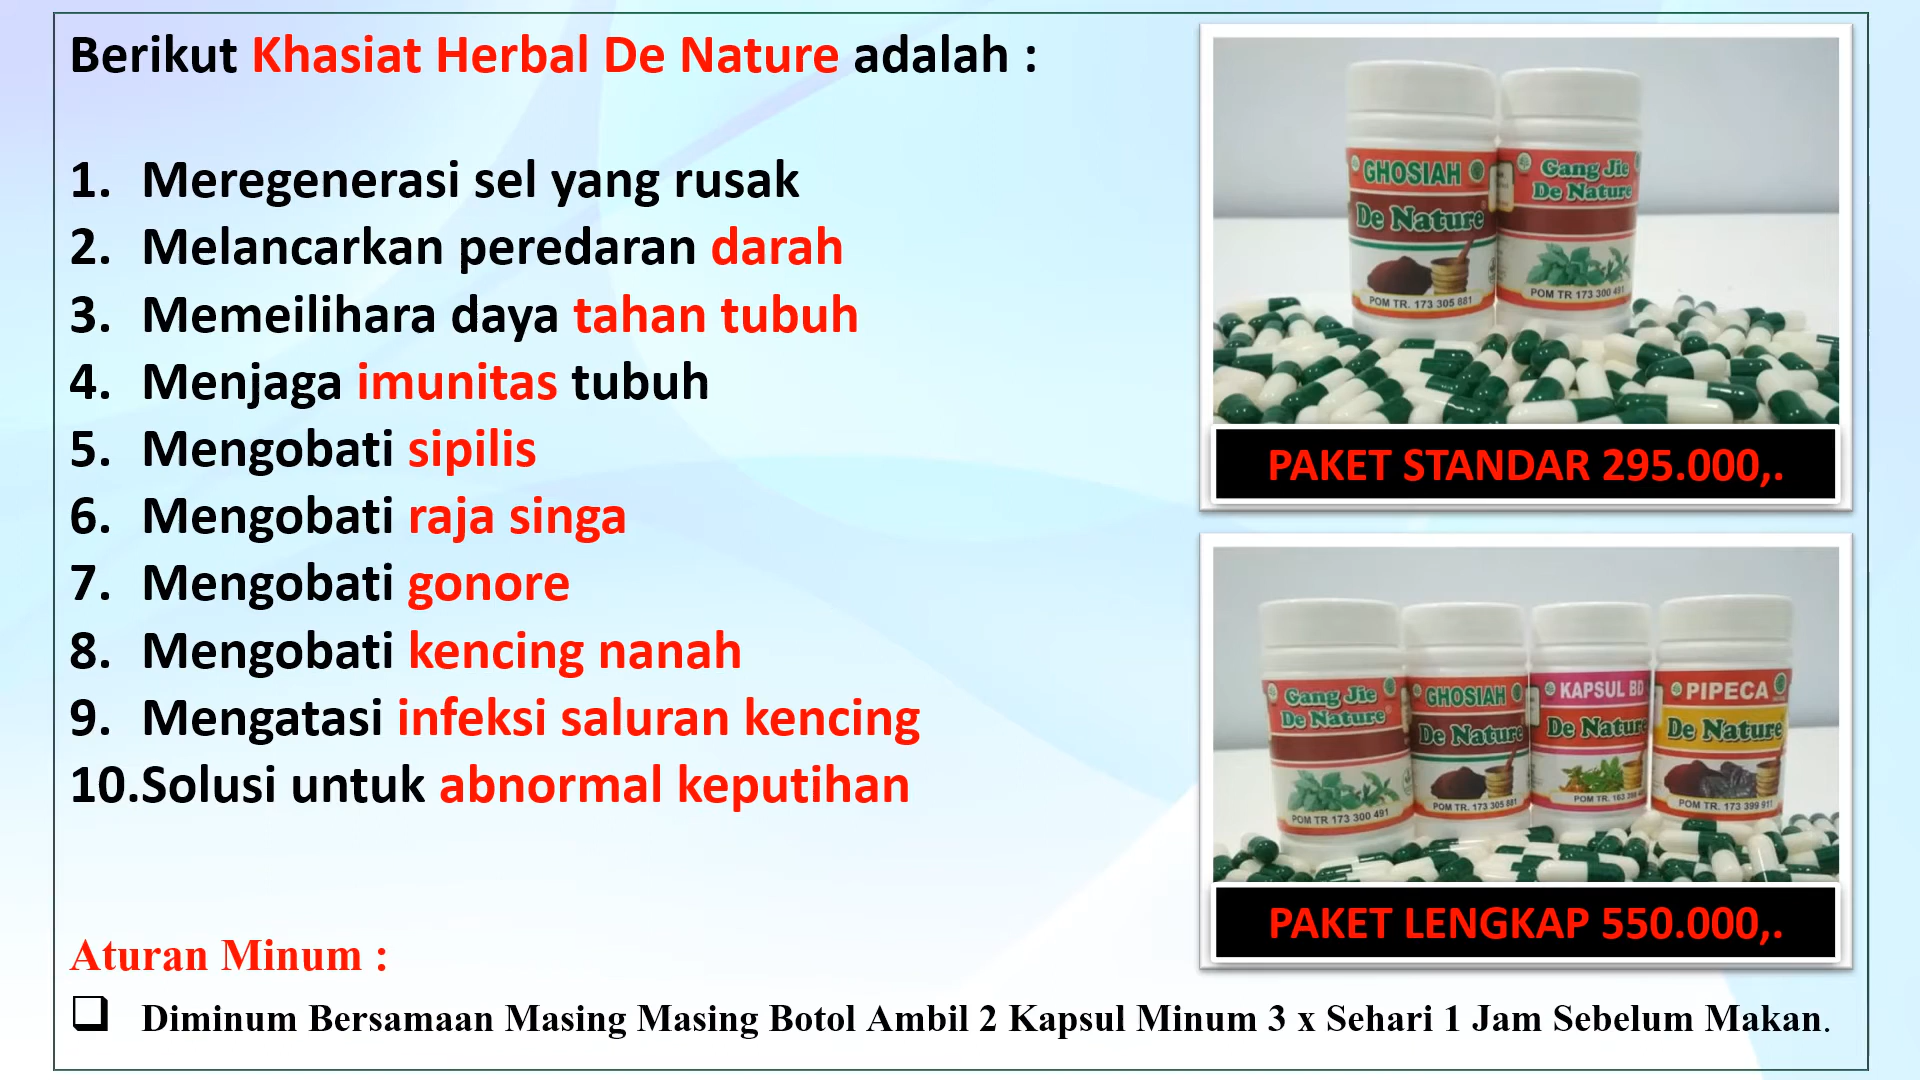 Berikut Khasiat Herbal De Nature adalah :
1. Meregenerasi sel yang rusak
2. Melancarkan peredaran darah
3. Memeilihara daya tahan tubuh
4. Menjaga imunitas tubuh
5. Mengobati sipilis
6. Mengobati raja singa
7. Mengobati gonore
8. Mengobati kencing nanah
9. Mengatasi infeksi saluran kencing
10.Solusi untuk abnormal keputihan
Aturan Minum :
Diminum Bersamaan Masing Masing Botol Ambil 2 Kapsul Minum 3 x Sehari 1 Jam Sebelum Makan.
GHOSIAH
De Nature
POM TR. 173 305 881
Gang Jie
De Nature
POM TR 173 300 491
PAKET STANDAR 295.000,.
Gang Jie
De Nature
POM TR 173 300 491
GHOSIAH
De Nature
POM TR. 173 305 881
KAPSUL BD
De Nature
POM TR.
PIPECA
De Nature
POM TR. 173 399 911
PAKET LENGKAP 550.000,.